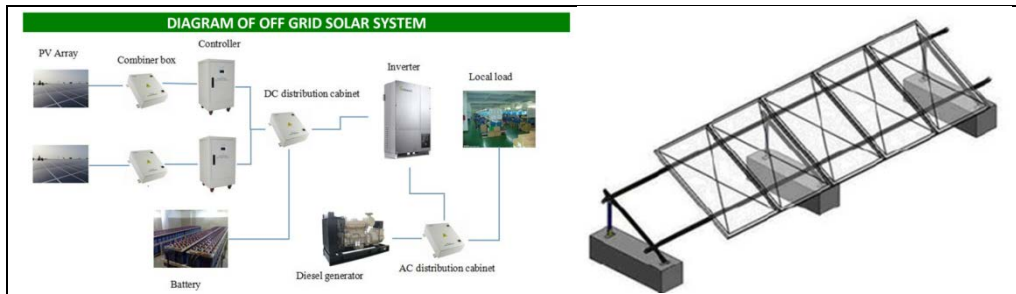 DIAGRAM OF OFF GRID SOLAR SYSTEM
PV Array
Combiner box
Controller
DC distribution cabinet
Inverter
Local load
Battery
Diesel generator
AC distribution cabinet